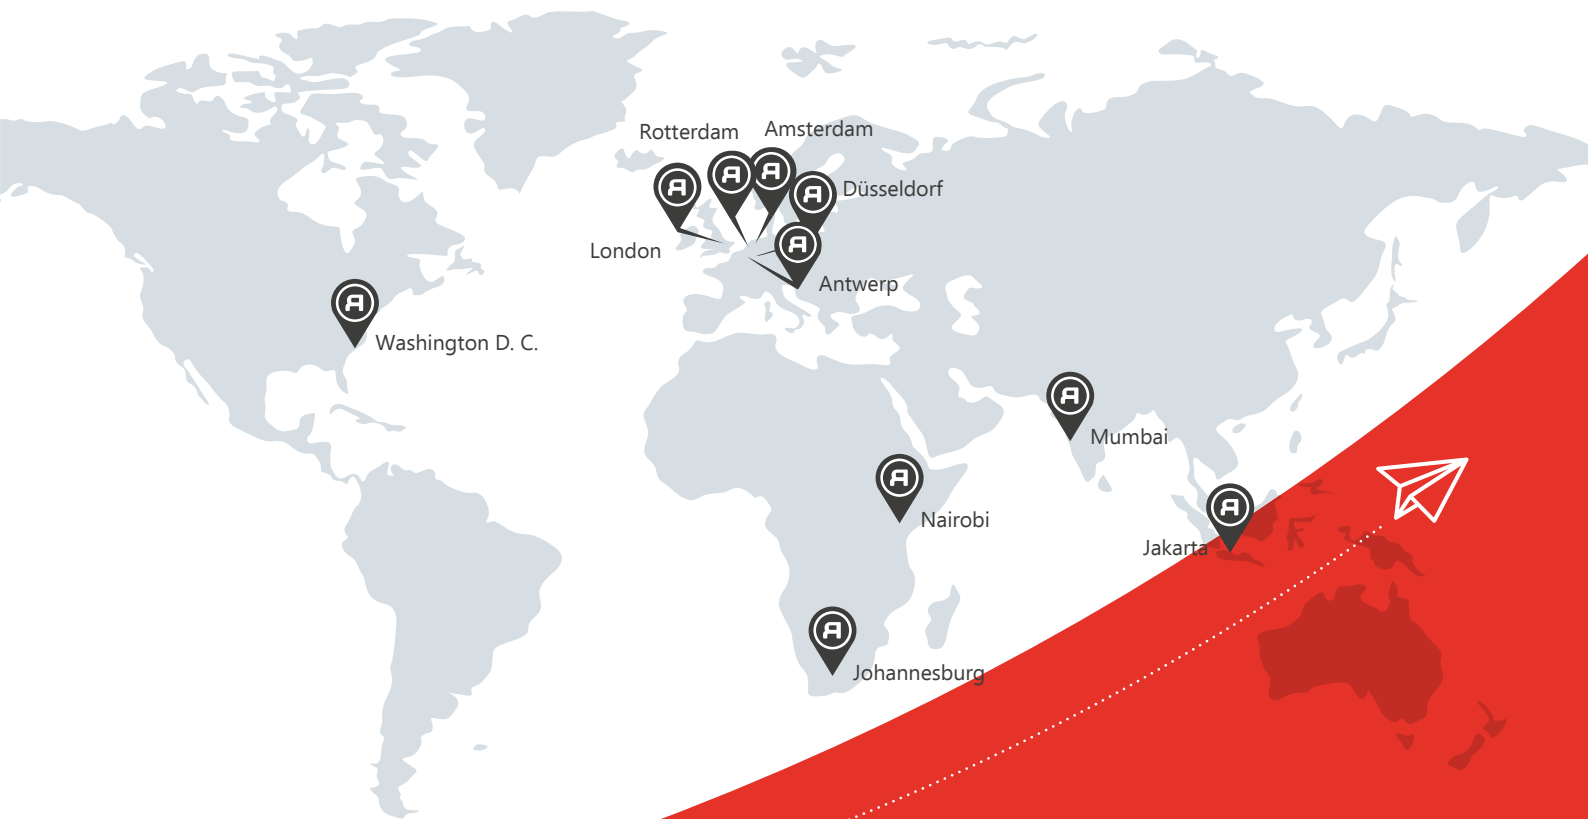 Rotterdam
Amsterdam
Düsseldorf
London
Antwerp
Washington D. C.
Mumbai
Nairobi
Jakarta
Johannesburg